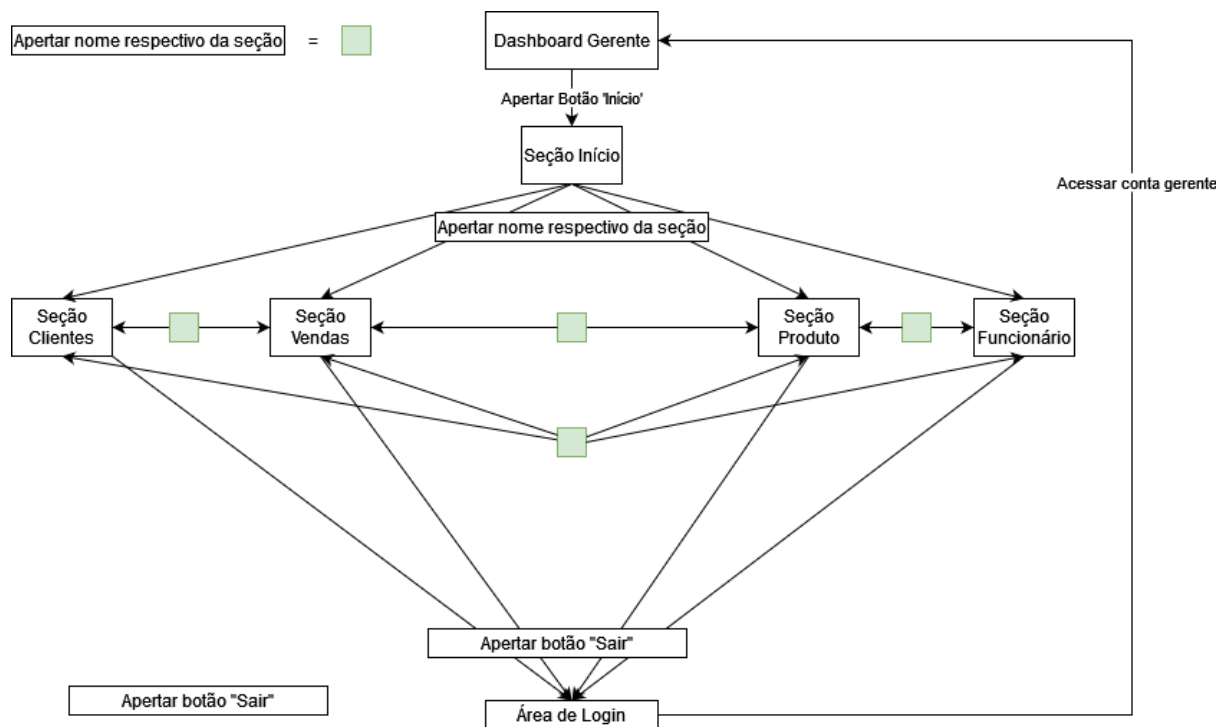 Apertar nome respectivo da seção
=
Dashboard Gerente
Apertar Botão 'Início'
Seção Início
Acessar conta gerente
Apertar nome respectivo da seção
Seção
Clientes
Seção
Vendas
Seção
Produto
Seção
Funcionário
Apertar botão "Sair"
Apertar botão "Sair"
Área de Login